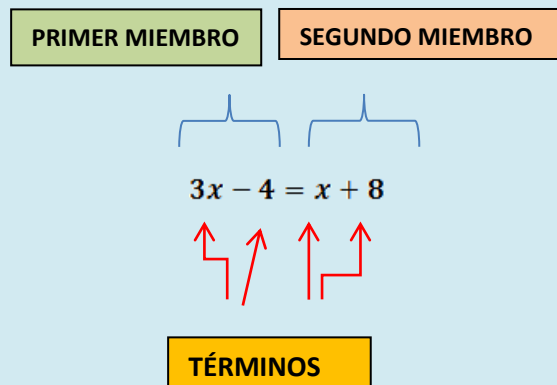 PRIMER MIEMBRO
SEGUNDO MIEMBRO
3x − 4 = x + 8
TÉRMINOS